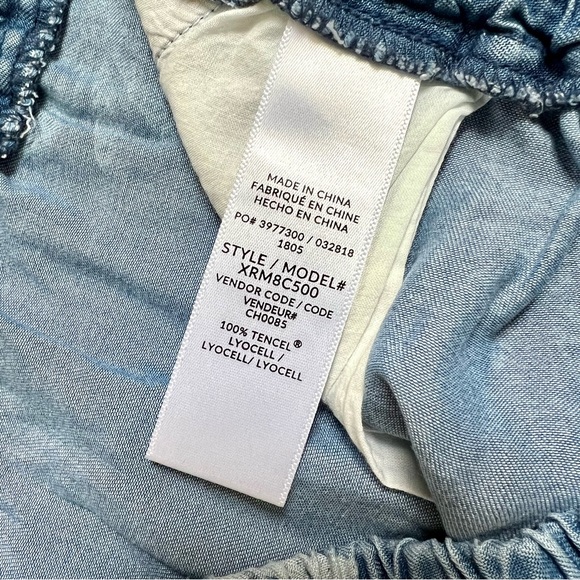 MADE IN CHINA
FABRIQUÉ EN CHINE
HECHO EN CHINA
PO# 3977300 / 032818
1805
STYLE / MODEL#
XRM8C500
VENDOR CODE / CODE
VENDEUR#
CH0085
100% TENCEL®
LYOCELL /
LYOCELL/ LYOCELL